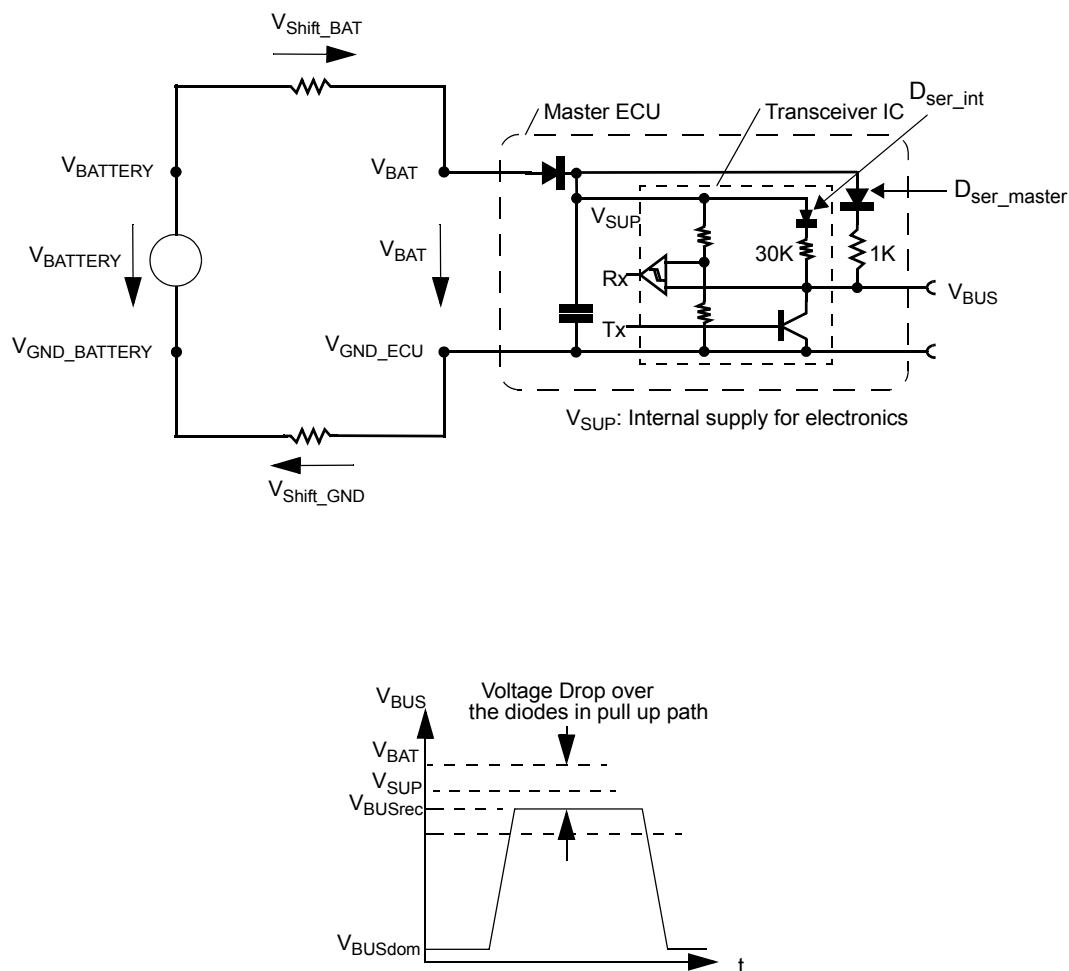 VShift_BAT
Dser_int
Master ECU
Transceiver IC
VBATTERY
VBAT
Dser_master
VSUP
VBATTERY
VBAT
30K
1K
Rx
VBUS
Tx
VGND_BATTERY
VGND_ECU
VSUP: Internal supply for electronics
VShift_GND
VBUS
Voltage Drop over
the diodes in pull up path
VBAT
VSUP
VBUSrec
VBUSdom
t